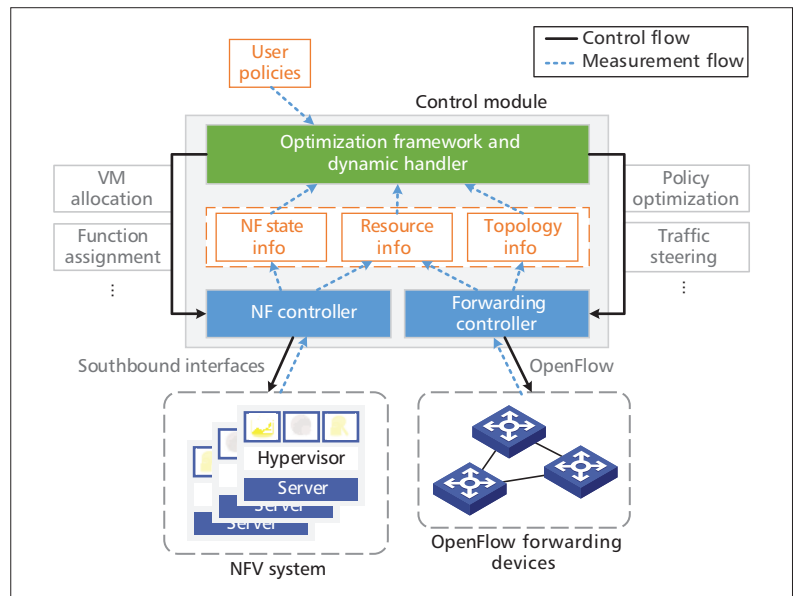 User
policies
Control flow
Measurement flow
Control module
Optimization framework and
dynamic handler
VM
allocation
Function
assignment
...
Policy
optimization
Traffic
steering
...
NF state
info
Resource
info
Topology
info
NF controller
Forwarding
controller
Southbound interfaces
OpenFlow
Hypervisor
Server
Server
Server
NFV system
OpenFlow forwarding
devices